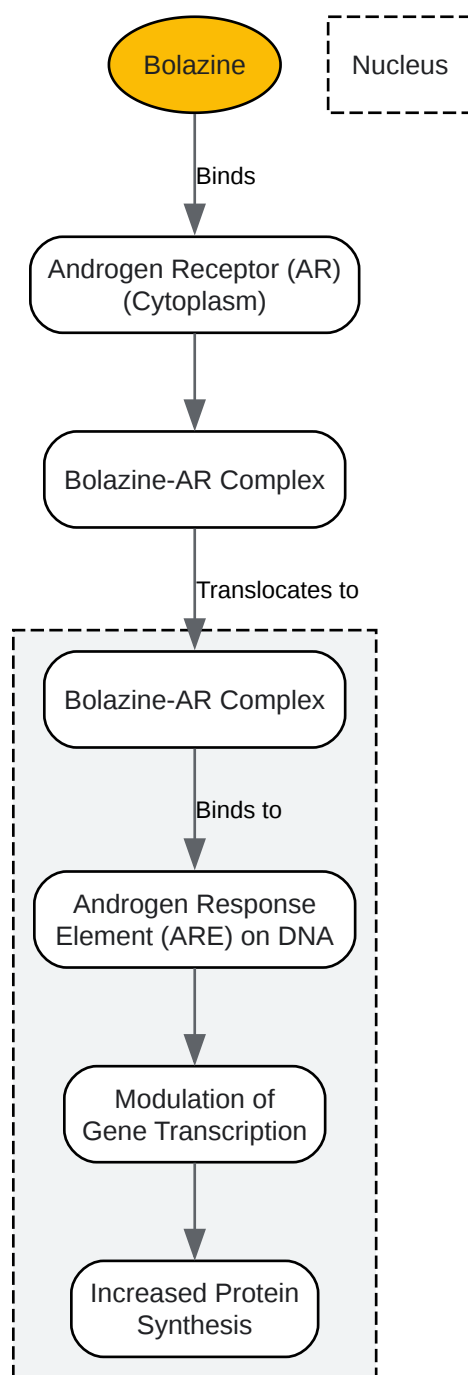 Bolazine
Nucleus
Binds
Androgen Receptor (AR)
(Cytoplasm)
Bolazine-AR Complex
Translocates to
Bolazine-AR Complex
Binds to
Androgen Response
Element (ARE) on DNA
Modulation of
Gene Transcription
Increased Protein
Synthesis